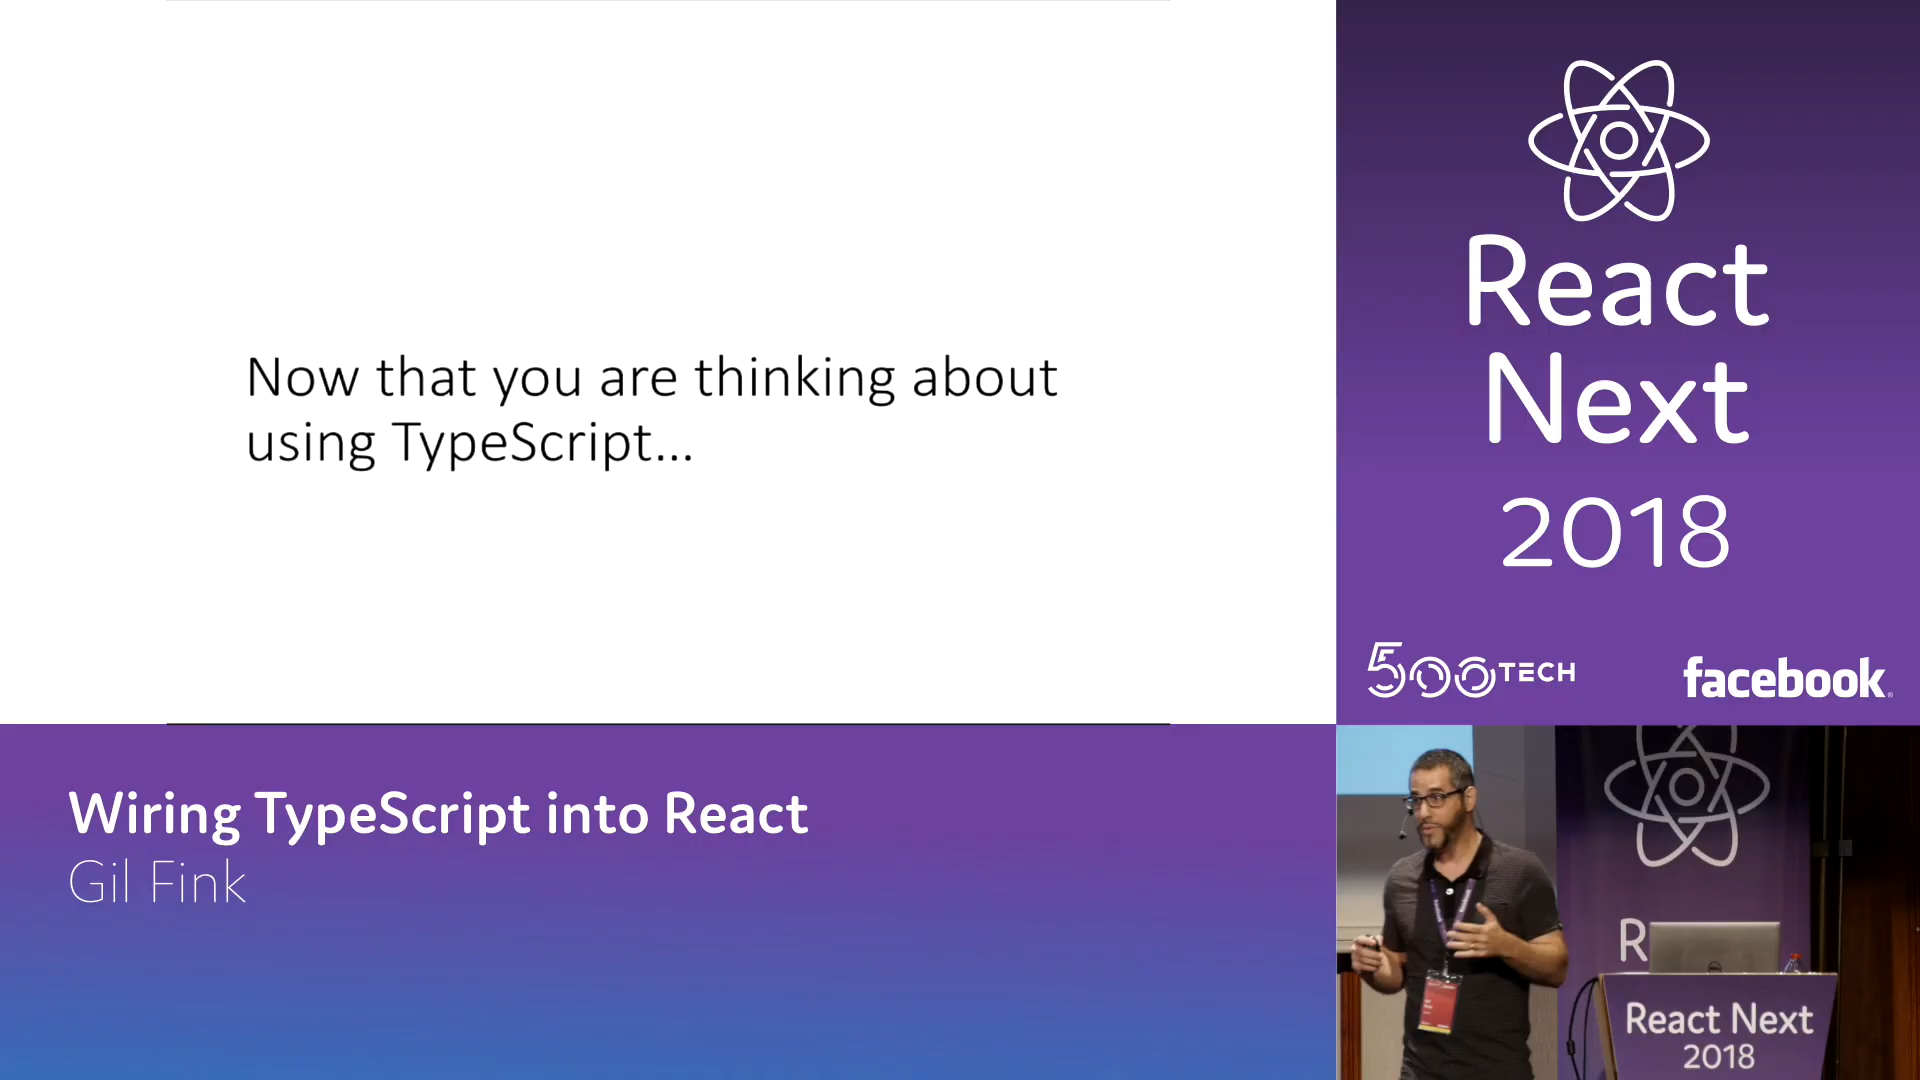 Now that you are thinking about
using TypeScript...
React
Next
2018
500TECH
facebook
Wiring TypeScript into React
Gil Fink
R
React Next
2018